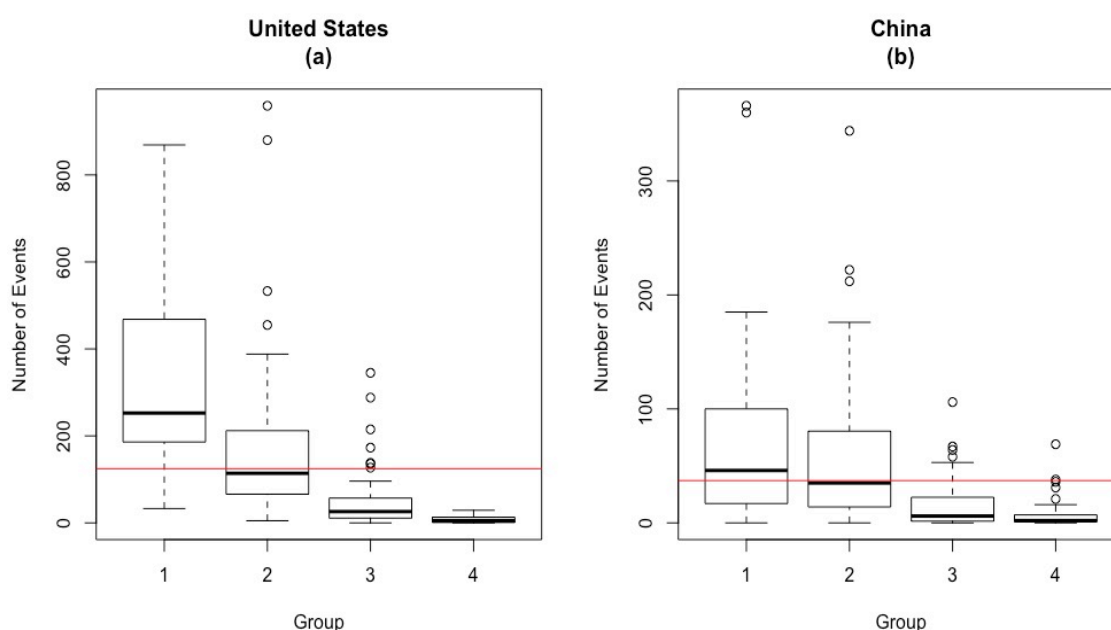 United States
(a)
Number of Events
800
600
400
200
0
1 2 3 4
Group
China
(b)
Number of Events
300
200
100
0
1 2 3 4
Group